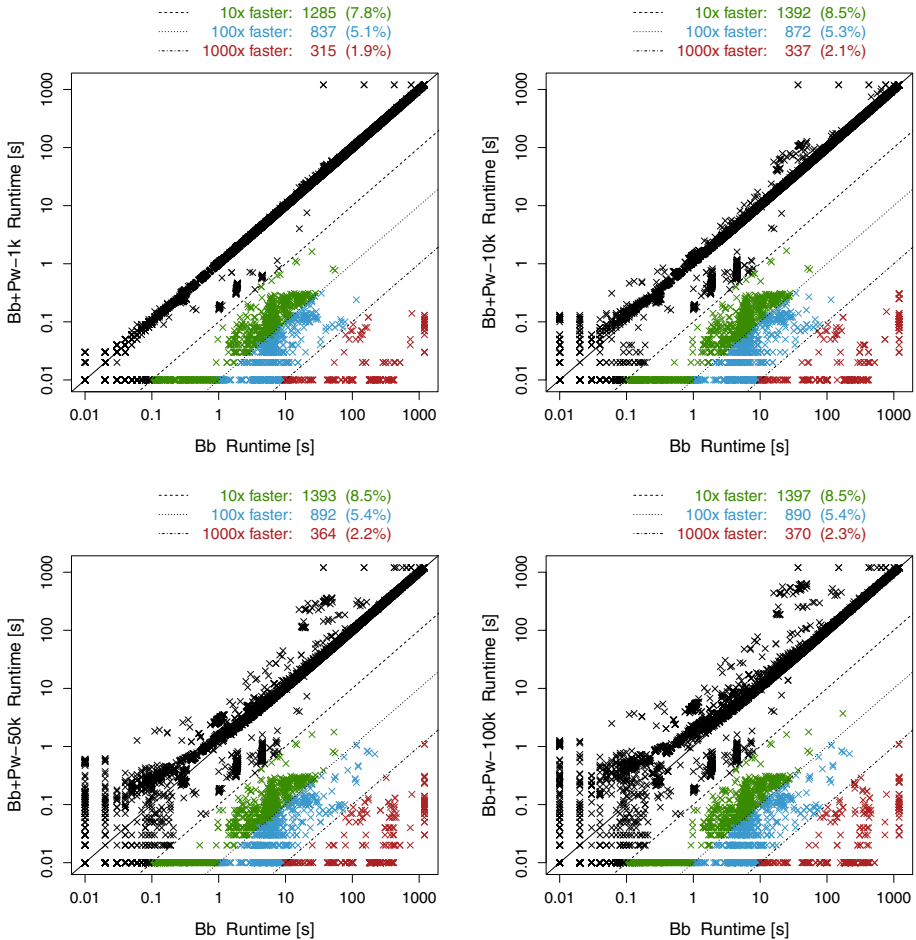 10x faster: 1285 (7.8%)
100x faster: 837 (5.1%)
1000x faster: 315 (1.9%)
Bb+Pw−1k Runtime [s]
1000
100
10
1
0.1
0.01
0.01 0.1 1 10 100 1000
Bb Runtime [s]
10x faster: 1392 (8.5%)
100x faster: 872 (5.3%)
1000x faster: 337 (2.1%)
Bb+Pw−10k Runtime [s]
1000
100
10
1
0.1
0.01
0.01 0.1 1 10 100 1000
Bb Runtime [s]
10x faster: 1393 (8.5%)
100x faster: 892 (5.4%)
1000x faster: 364 (2.2%)
Bb+Pw−50k Runtime [s]
1000
100
10
1
0.1
0.01
0.01 0.1 1 10 100 1000
Bb Runtime [s]
10x faster: 1397 (8.5%)
100x faster: 890 (5.4%)
1000x faster: 370 (2.3%)
Bb+Pw−100k Runtime [s]
1000
100
10
1
0.1
0.01
0.01 0.1 1 10 100 1000
Bb Runtime [s]